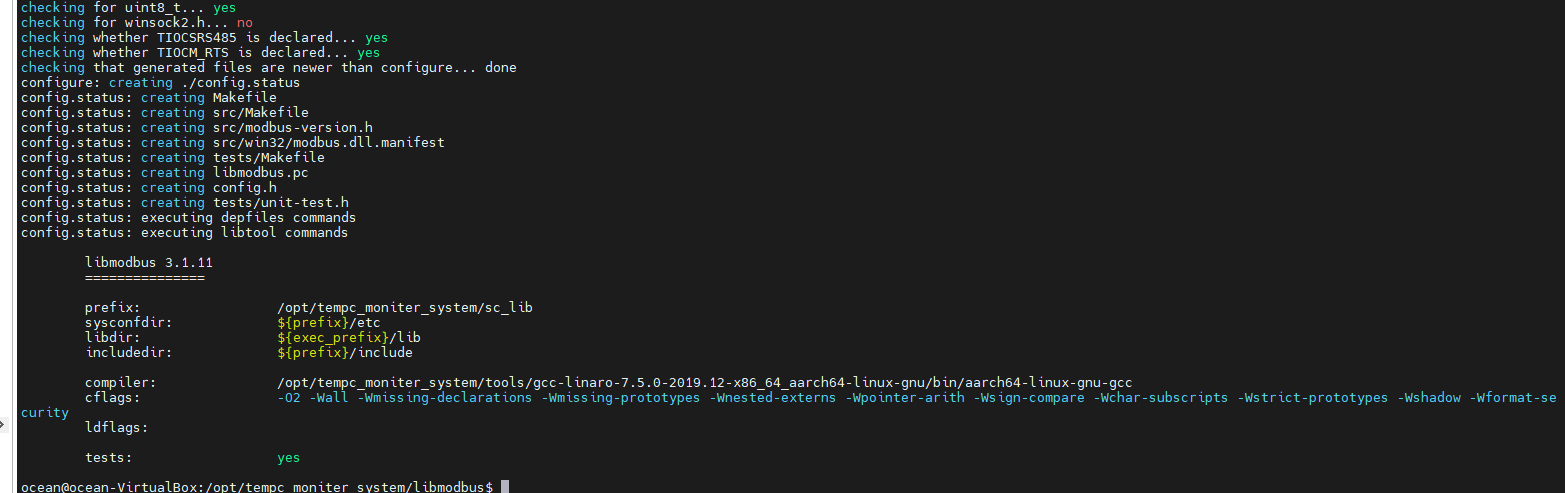 checking for uint8_t... yes
checking for winsock2.h... no
checking whether TIOCSRS485 is declared... yes
checking whether TIOCM_RTS is declared... yes
checking that generated files are newer than configure... done
configure: creating ./config.status
config.status: creating Makefile
config.status: creating src/Makefile
config.status: creating src/modbus-version.h
config.status: creating src/win32/modbus.dll.manifest
config.status: creating tests/Makefile
config.status: creating libmodbus.pc
config.status: creating config.h
config.status: creating tests/unit-test.h
config.status: executing depfiles commands
config.status: executing libtool commands
libmodbus 3.1.11
===============
prefix: /opt/tempc_moniter_system/sc_lib
sysconfdir: ${prefix}/etc
libdir: ${exec_prefix}/lib
includedir: ${prefix}/include
compiler: /opt/tempc_moniter_system/tools/gcc-linaro-7.5.0-2019.12-x86_64_aarch64-linux-gnu/bin/aarch64-linux-gnu-gcc
cflags: -O2 -Wall -Wmissing-declarations -Wmissing-prototypes -Wnested-externs -Wpointer-arith -Wsign-compare -Wchar-subscripts -Wstrict-prototypes -Wshadow -Wformat-se
curity
ldflags:
tests: yes
ocean@ocean-VirtualBox:/opt/tempc_moniter_system/libmodbus$